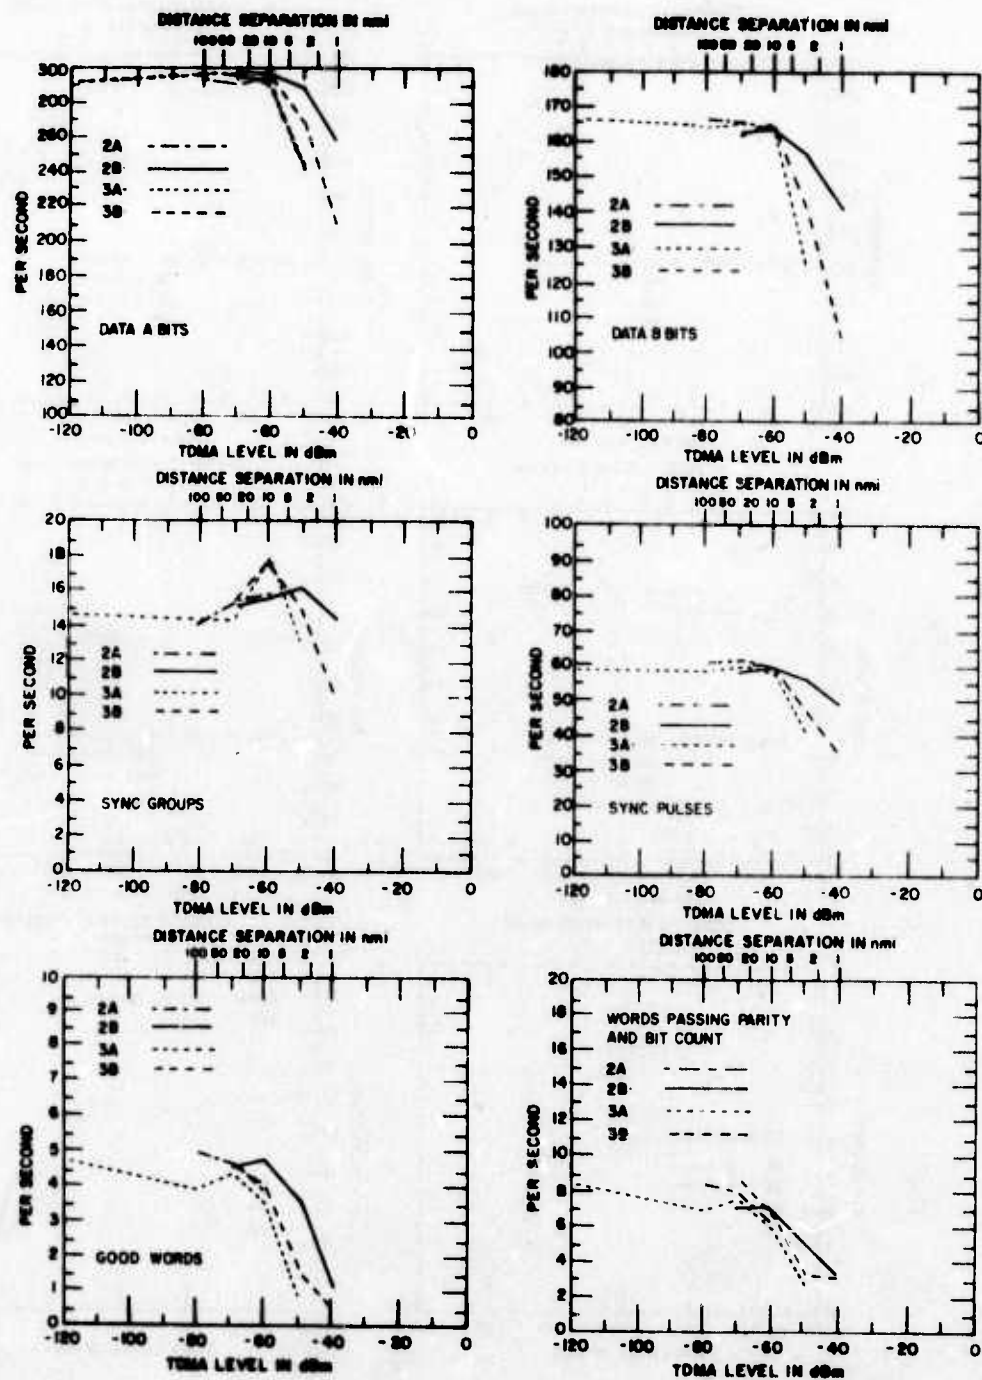 DISTANCE SEPARATION IN nmi
100 50 20 10 5 2 1
300
280
260
240
220
200
180
160
140
120
100
PER SECOND
2A
2B
3A
3B
DATA A BITS
-120 -100 -80 -60 -40 -20 0
TDMA LEVEL IN dBm
DISTANCE SEPARATION IN nmi
100 50 20 10 5 2 1
180
170
160
150
140
130
120
110
100
90
80
PER SECOND
2A
2B
3A
3B
DATA B BITS
-120 -100 -80 -60 -40 -20 0
TDMA LEVEL IN dBm
DISTANCE SEPARATION IN nmi
100 50 20 10 5 2 1
20
18
16
14
12
10
8
6
4
2
0
PER SECOND
2A
2B
3A
3B
SYNC GROUPS
-120 -100 -80 -60 -40 -20 0
TDMA LEVEL IN dBm
DISTANCE SEPARATION IN nmi
100 50 20 10 5 2 1
100
90
80
70
60
50
40
30
20
10
0
PER SECOND
2A
2B
3A
3B
SYNC PULSES
-120 -100 -80 -60 -40 -20 0
TDMA LEVEL IN dBm
DISTANCE SEPARATION IN nmi
100 50 20 10 5 2 1
10
9
8
7
6
5
4
3
2
1
0
PER SECOND
2A
2B
3A
3B
GOOD WORDS
-120 -100 -80 -60 -40 -20 0
TDMA LEVEL IN dBm
DISTANCE SEPARATION IN nmi
100 50 20 10 5 2 1
20
18
16
14
12
10
8
6
4
2
0
PER SECOND
WORDS PASSING PARITY
AND BIT COUNT
2A
2B
3A
3B
-120 -100 -80 -60 -40 -20 0
TDMA LEVEL IN dBm